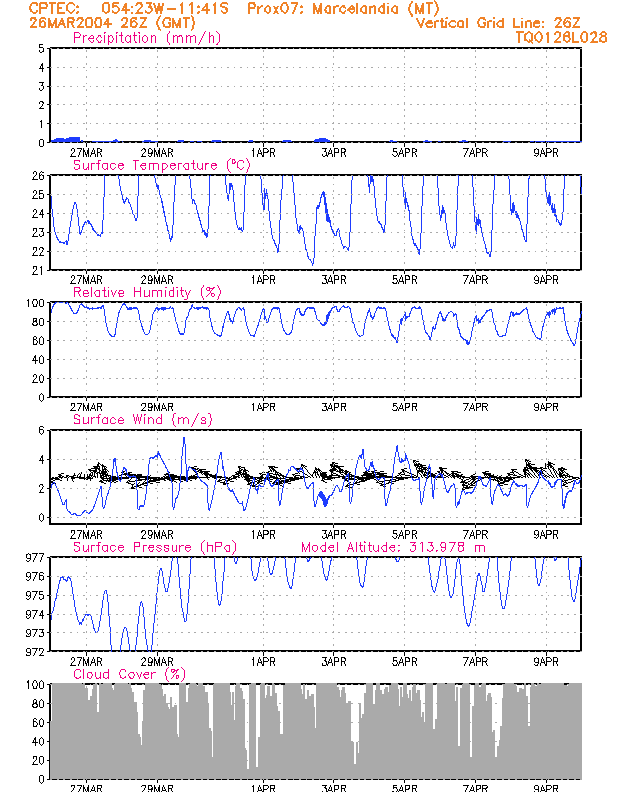 CPTEC: 054:23W-11:41S Prox07: Marcelandia (MT)
26MAR2004 26Z (GMT) Vertical Grid Line: 26Z
Precipitation (mm/h) TQ0126L028
5
4
3
2
1
0
27MAR 29MAR 1APR 3APR 5APR 7APR 9APR
Surface Temperature (°C)
26
25
24
23
22
21
27MAR 29MAR 1APR 3APR 5APR 7APR 9APR
Relative Humidity (%)
100
80
60
40
20
0
27MAR 29MAR 1APR 3APR 5APR 7APR 9APR
Surface Wind (m/s)
6
4
2
0
27MAR 29MAR 1APR 3APR 5APR 7APR 9APR
Surface Pressure (hPa) Model Altitude: 313.978 m
977
976
975
974
973
972
27MAR 29MAR 1APR 3APR 5APR 7APR 9APR
Cloud Cover (%)
100
80
60
40
20
0
27MAR 29MAR 1APR 3APR 5APR 7APR 9APR